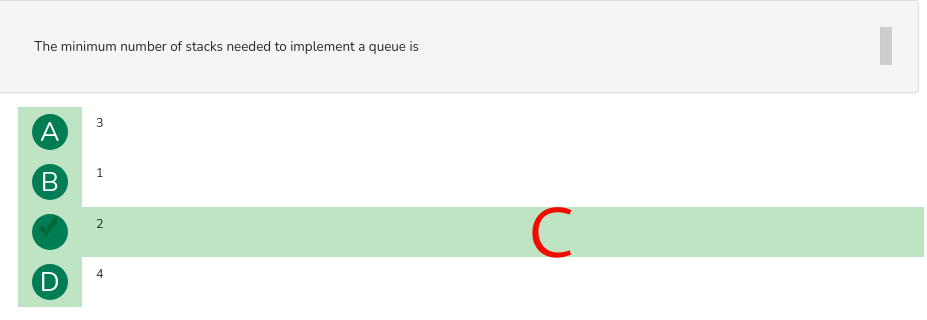 The minimum number of stacks needed to implement a queue is
A 3
B 1
2 C
D 4